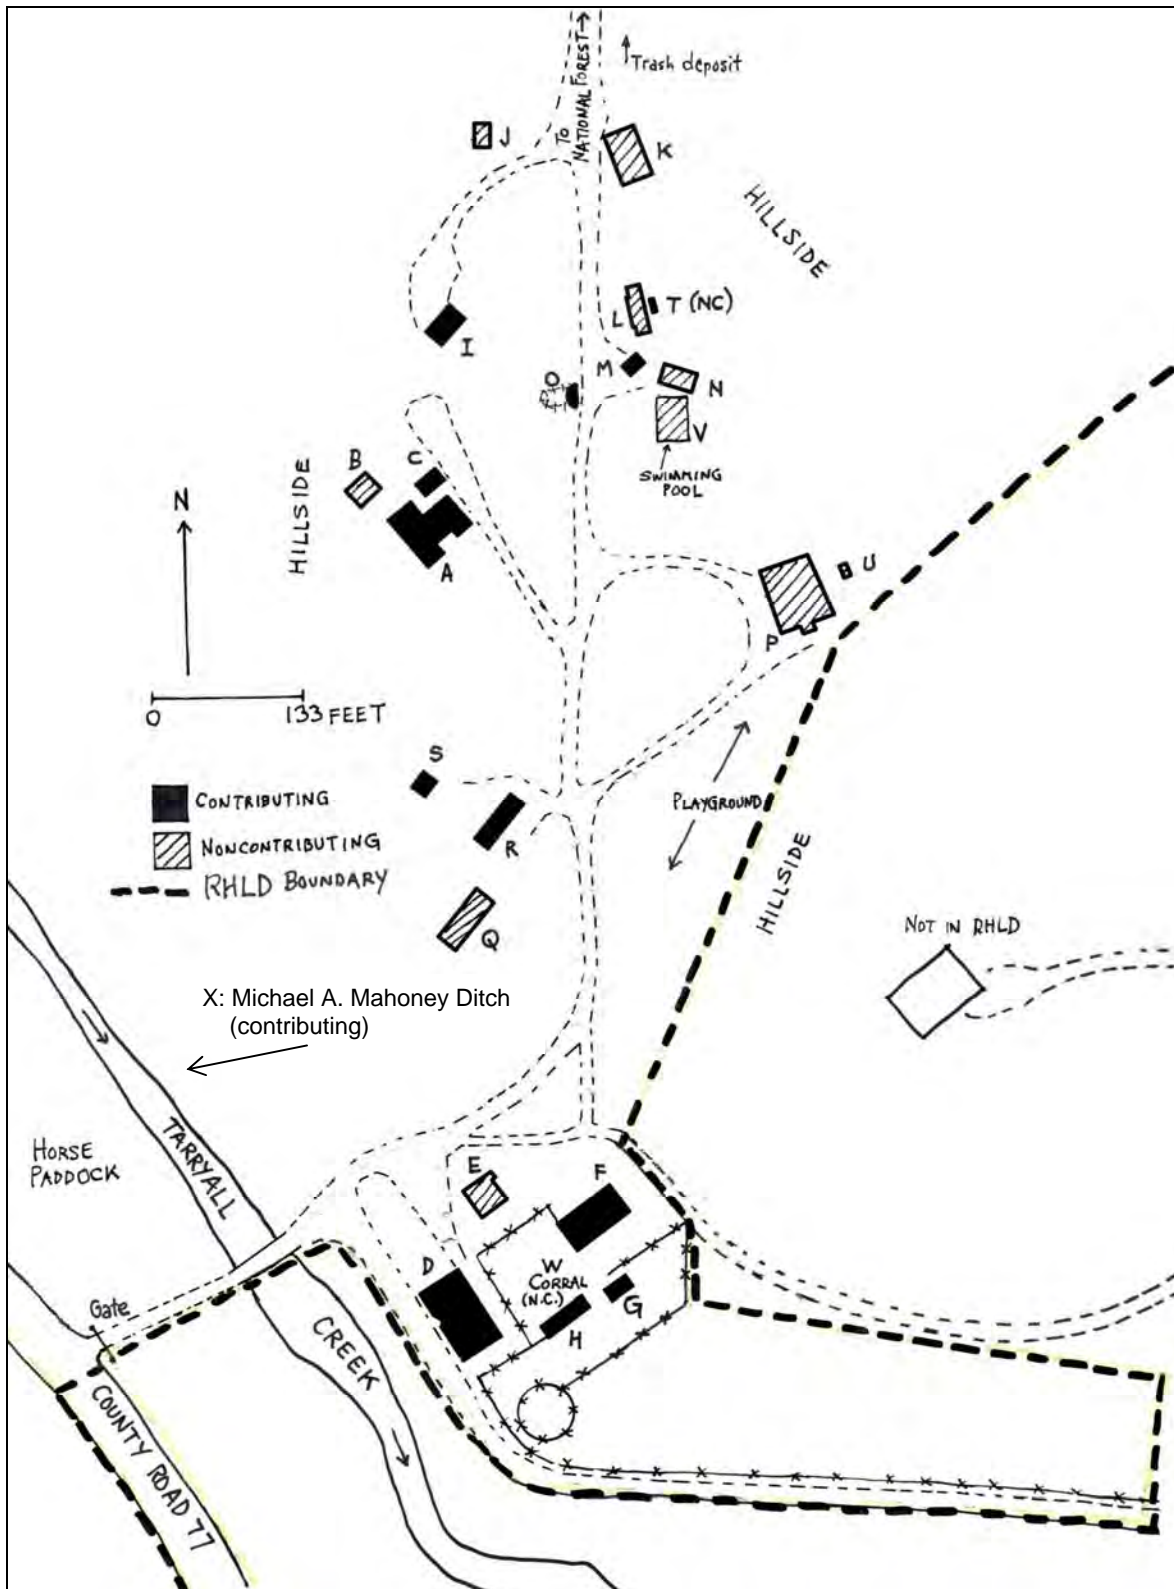 To
NATIONAL FOREST→
Trash deposit
J
K
HILLSIDE
L
T (NC)
I
M
O
N
V
SWIMMING
POOL
B
C
HILLSIDE
N
A
U
P
0
133 FEET
S
PLAYGROUND
CONTRIBUTING
R
NONCONTRIBUTING
RHLD BOUNDARY
HILLSIDE
Q
NOT IN RHLD
X: Michael A. Mahoney Ditch
(contributing)
TARRYALL
HORSE
PADDOCK
E
F
W
CORRAL
(N.C.)
D
G
H
Gate
CREEK
COUNTY ROAD 77